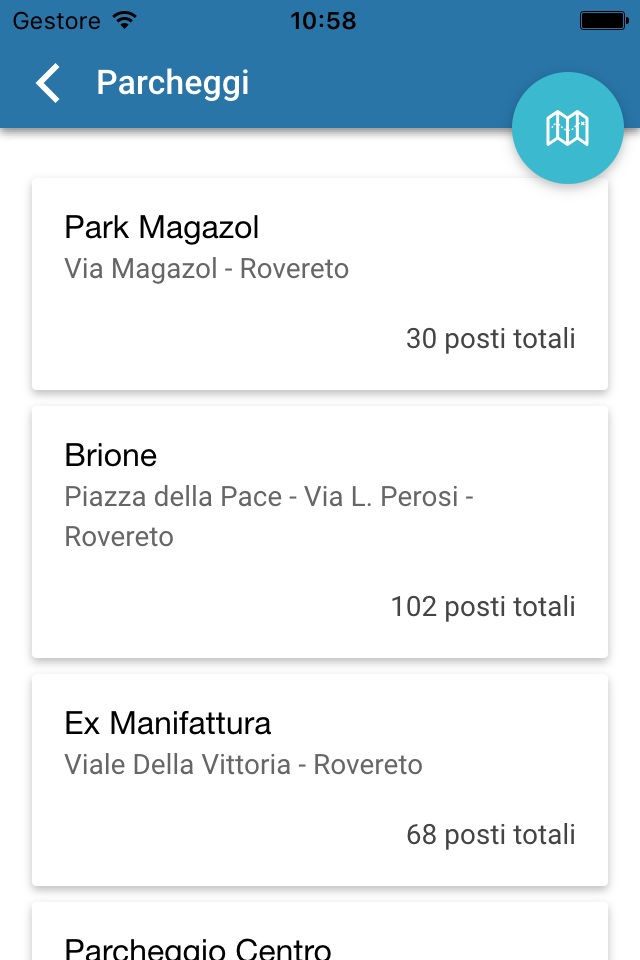 Gestore 10:58
Parcheggi
Park Magazol
Via Magazol - Rovereto
30 posti totali
Brione
Piazza della Pace - Via L. Perosi -
Rovereto
102 posti totali
Ex Manifattura
Viale Della Vittoria - Rovereto
68 posti totali
Parcheggio Centro